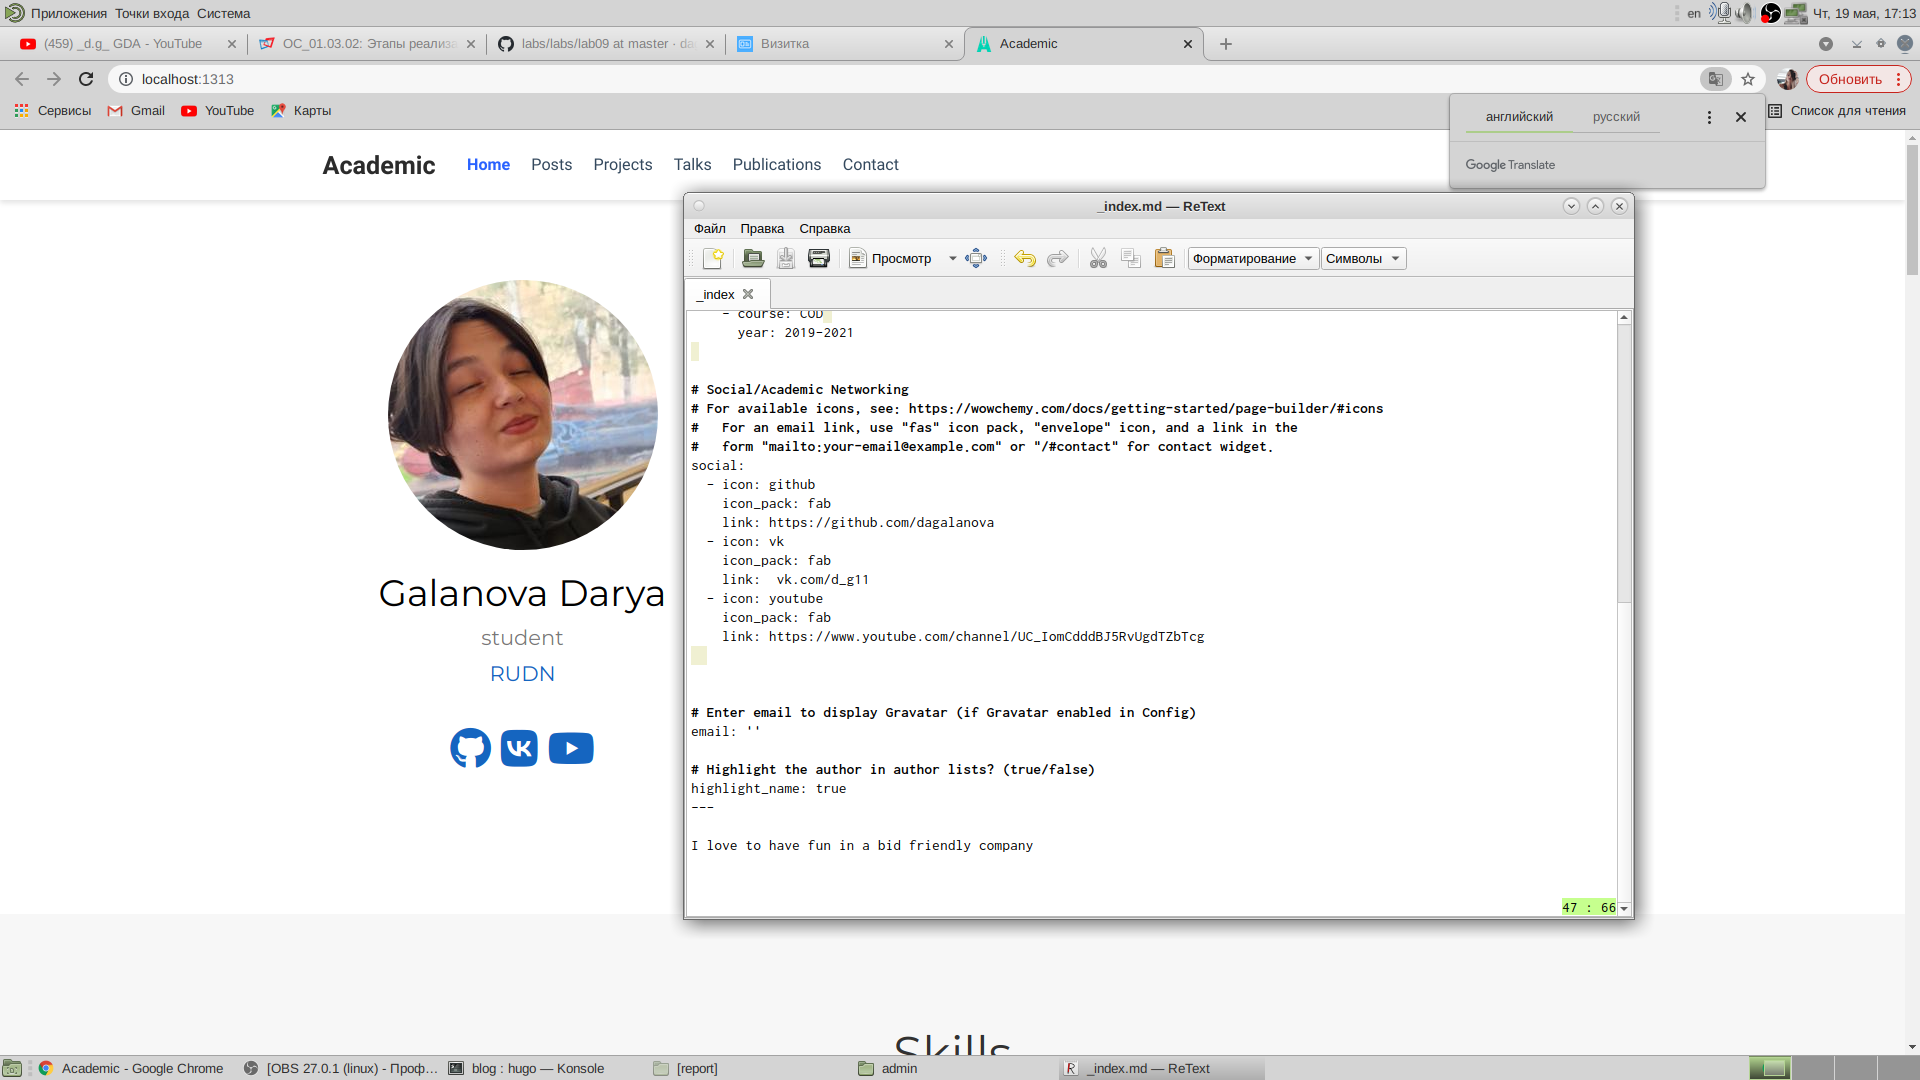 Приложения Точки входа Система
en Чт, 19 мая, 17:13
(459) _d.g_ GDA - YouTube
ОС_01.03.02: Этапы реализа
labs/labs/lab09 at master · da
Визитка
Academic
localhost:1313
Обновить
Сервисы Gmail YouTube Карты
Список для чтения
английский русский
Google Translate
Academic Home Posts Projects Talks Publications Contact
Galanova Darya
student
RUDN
Skills
_index.md — ReText
Файл Правка Справка
Просмотр Форматирование Символы
_index
- course: COD
year: 2019-2021
# Social/Academic Networking
# For available icons, see: https://wowchemy.com/docs/getting-started/page-builder/#icons
#   For an email link, use "fas" icon pack, "envelope" icon, and a link in the
#   form "mailto:your-email@example.com" or "/#contact" for contact widget.
social:
- icon: github
icon_pack: fab
link: https://github.com/dagalanova
- icon: vk
icon_pack: fab
link:  vk.com/d_g11
- icon: youtube
icon_pack: fab
link: https://www.youtube.com/channel/UC_IomCdddBJ5RvUgdTZbTcg
# Enter email to display Gravatar (if Gravatar enabled in Config)
email: ''
# Highlight the author in author lists? (true/false)
highlight_name: true
---
I love to have fun in a bid friendly company
47 : 66
Academic - Google Chrome
[OBS 27.0.1 (linux) - Проф...
blog : hugo — Konsole
[report]
admin
_index.md — ReText